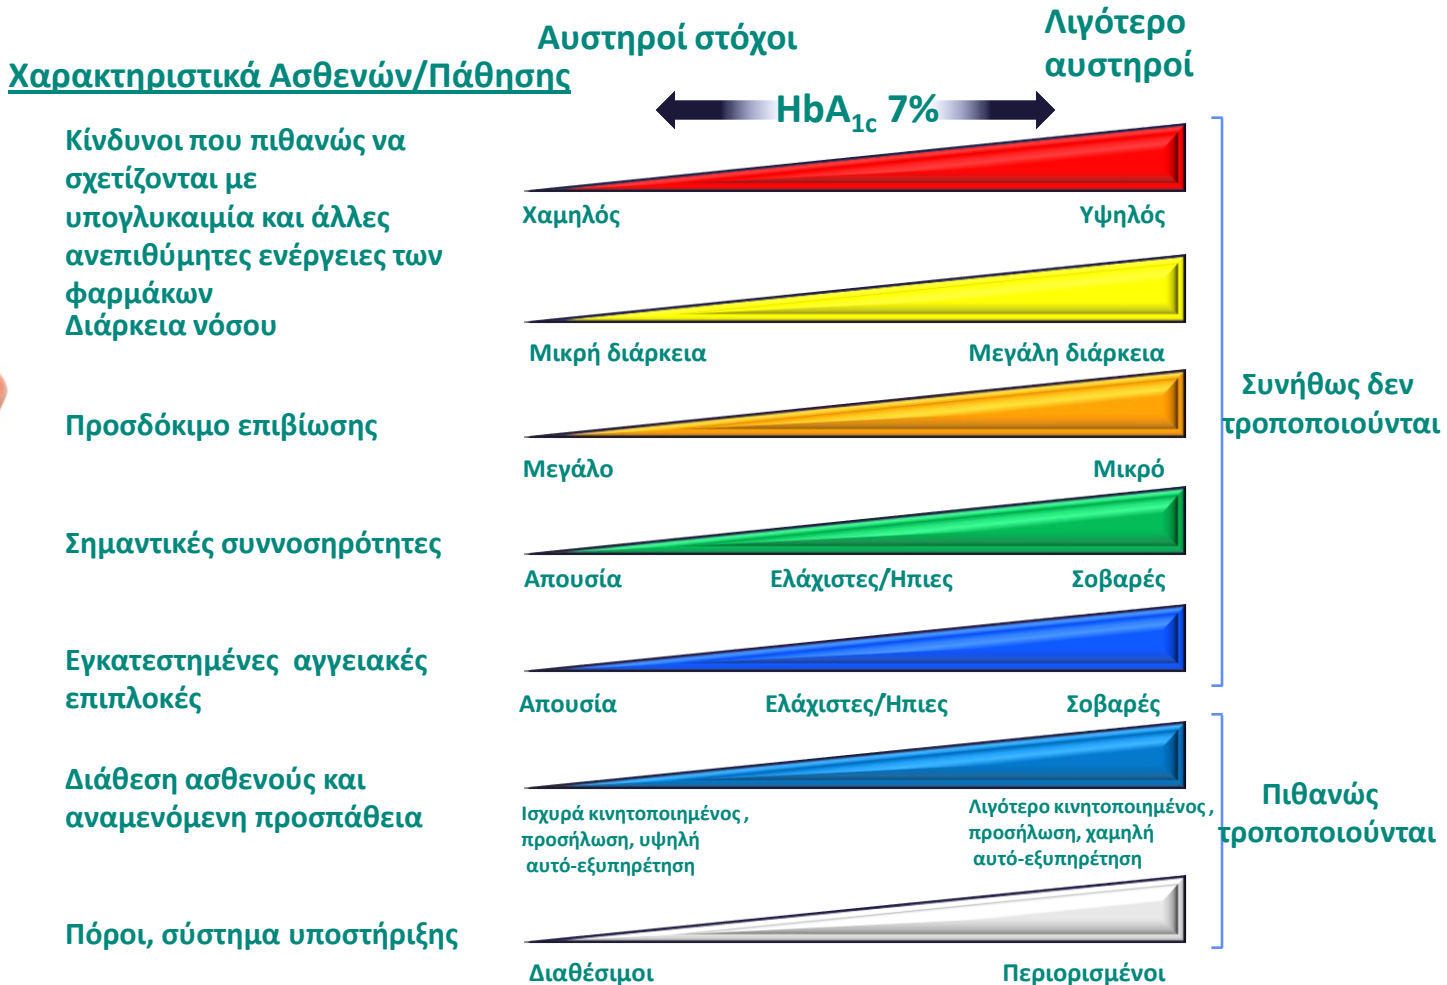 Αυστηροί στόχοι
Λιγότερο
αυστηροί
Χαρακτηριστικά Ασθενών/Πάθησης
HbA1c 7%
Κίνδυνοι που πιθανώς να
σχετίζονται με
υπογλυκαιμία και άλλες
ανεπιθύμητες ενέργειες των
φαρμάκων
Χαμηλός
Υψηλός
Διάρκεια νόσου
Μικρή διάρκεια
Μεγάλη διάρκεια
Προσδόκιμο επιβίωσης
Μεγάλο
Μικρό
Σημαντικές συννοσηρότητες
Απουσία
Ελάχιστες/Ήπιες
Σοβαρές
Εγκατεστημένες αγγειακές
επιπλοκές
Απουσία
Ελάχιστες/Ήπιες
Σοβαρές
Συνήθως δεν
τροποποιούνται
Διάθεση ασθενούς και
αναμενόμενη προσπάθεια
Ισχυρά κινητοποιημένος ,
προσήλωση, υψηλή
αυτό-εξυπηρέτηση
Λιγότερο κινητοποιημένος ,
προσήλωση, χαμηλή
αυτό-εξυπηρέτηση
Πόροι, σύστημα υποστήριξης
Διαθέσιμοι
Περιορισμένοι
Πιθανώς
τροποποιούνται